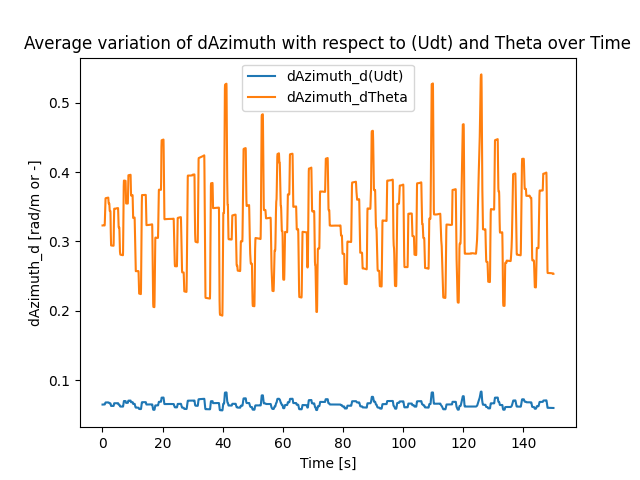 Average variation of dAzimuth with respect to (Udt) and Theta over Time
dAzimuth_d(Udt)
dAzimuth_dTheta
dAzimuth_d [rad/m or -]
0.5
0.4
0.3
0.2
0.1
0 20 40 60 80 100 120 140
Time [s]